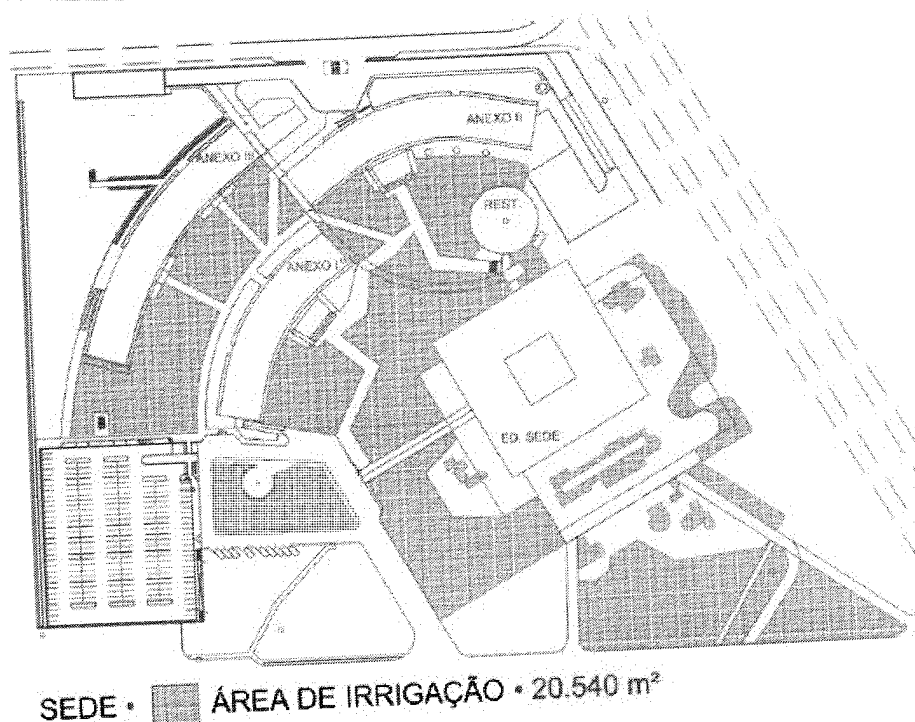 ANEXO II
ANEXO III
REST.
ANEXO I
ED. SEDE
SEDE • ÁREA DE IRRIGAÇÃO • 20.540 m²